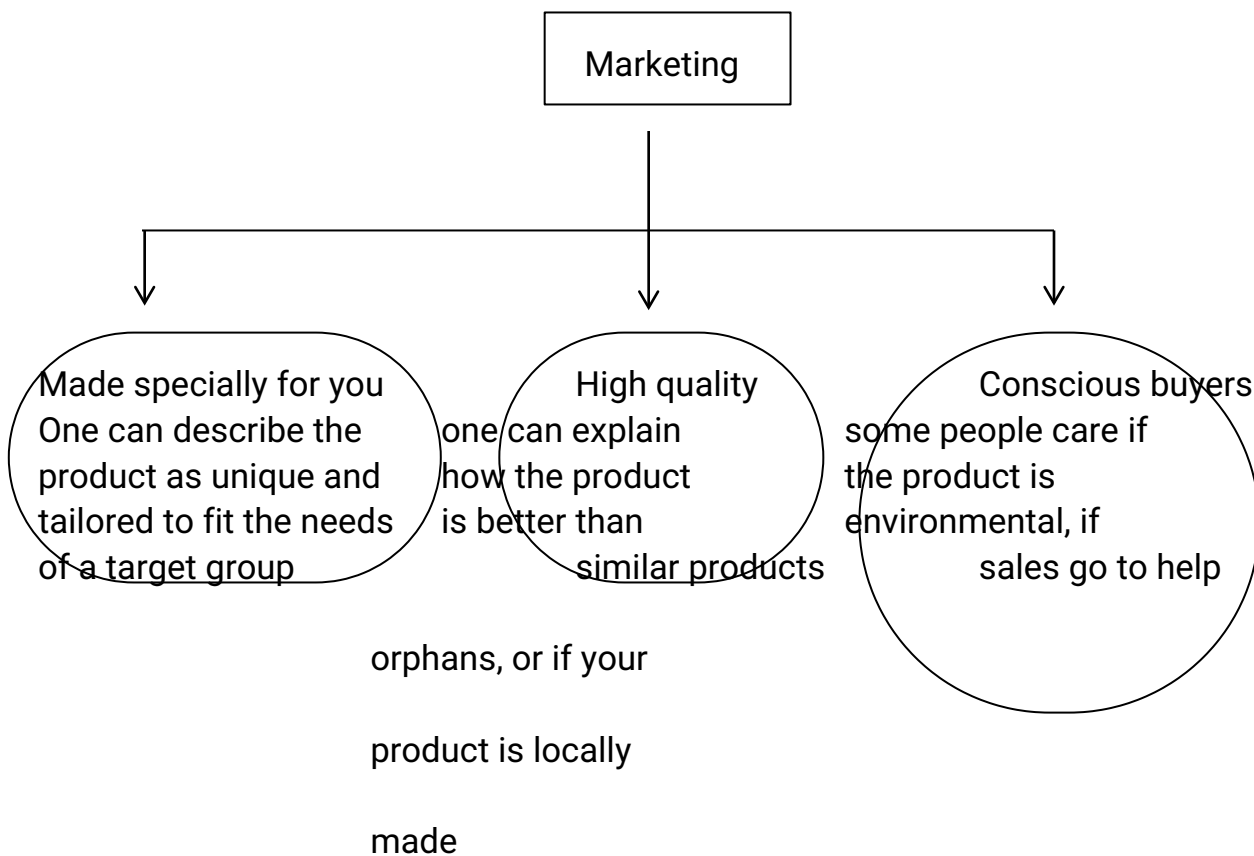 Marketing
Made specially for you
One can describe the
product as unique and
tailored to fit the needs
of a target group
High quality
one can explain
how the product
is better than
similar products
Conscious buyers
some people care if
the product is
environmental, if
sales go to help
orphans, or if your
product is locally
made